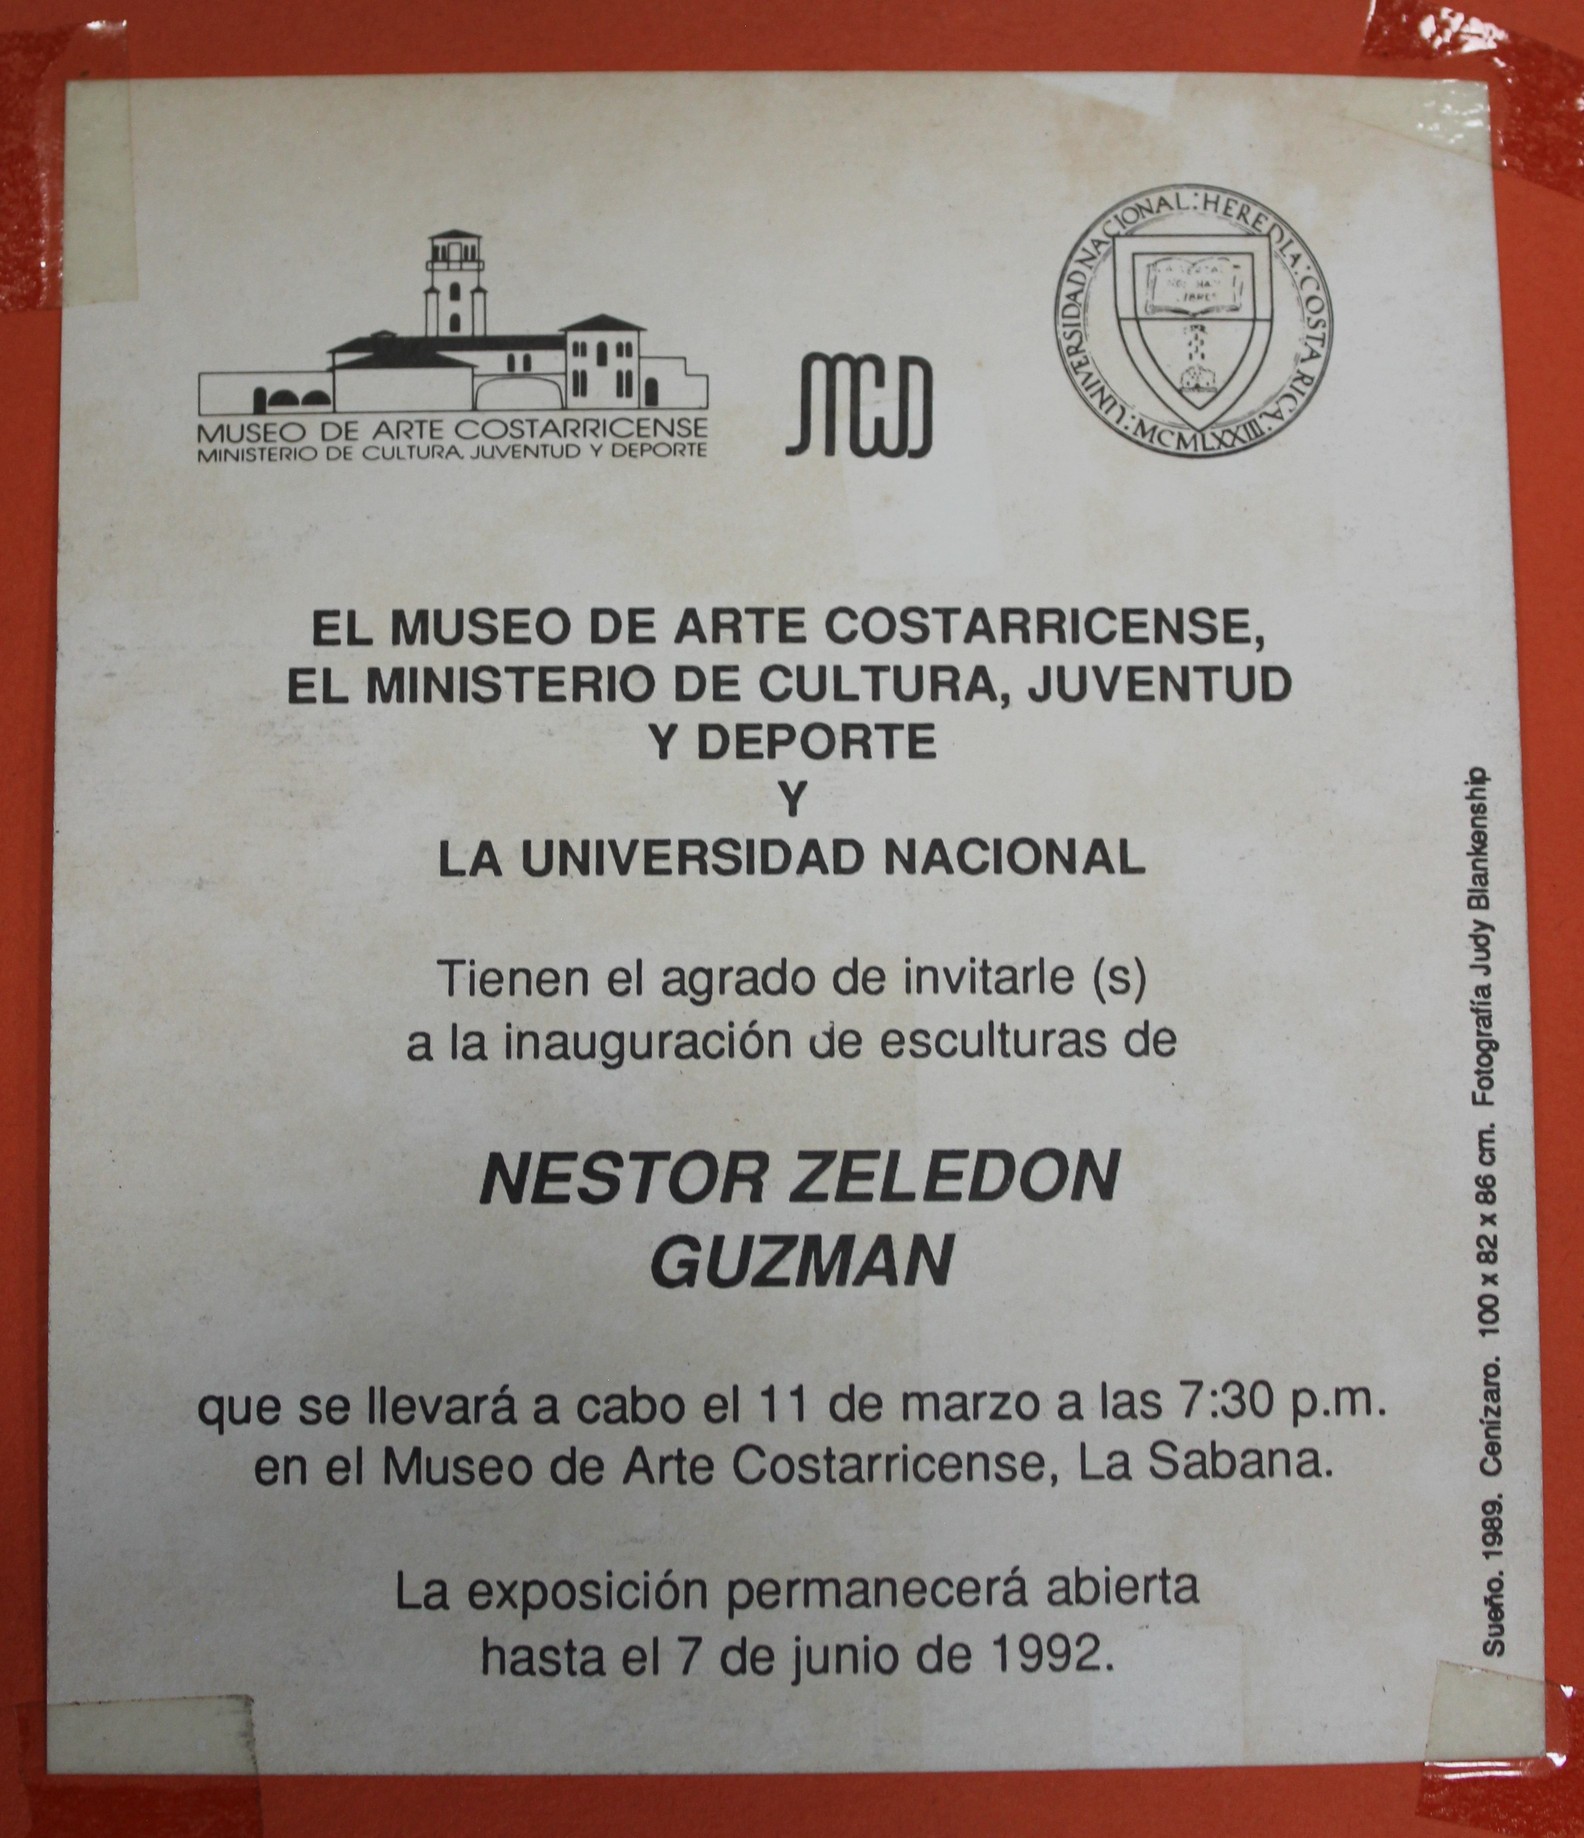 MUSEO DE ARTE COSTARRICENSE
MINISTERIO DE CULTURA, JUVENTUD Y DEPORTE
MCJD
UNIVERSIDAD NACIONAL: HEREDIA: COSTA RICA. MCMLXXIII.
EL MUSEO DE ARTE COSTARRICENSE,
EL MINISTERIO DE CULTURA, JUVENTUD
Y DEPORTE
Y
LA UNIVERSIDAD NACIONAL
Tienen el agrado de invitarle (s)
a la inauguración de esculturas de
NESTOR ZELEDON
GUZMAN
que se llevará a cabo el 11 de marzo a las 7:30 p.m.
en el Museo de Arte Costarricense, La Sabana.
La exposición permanecerá abierta
hasta el 7 de junio de 1992.
Sueño. 1989. Cenízaro. 100 x 82 x 86 cm. Fotografía Judy Blankenship